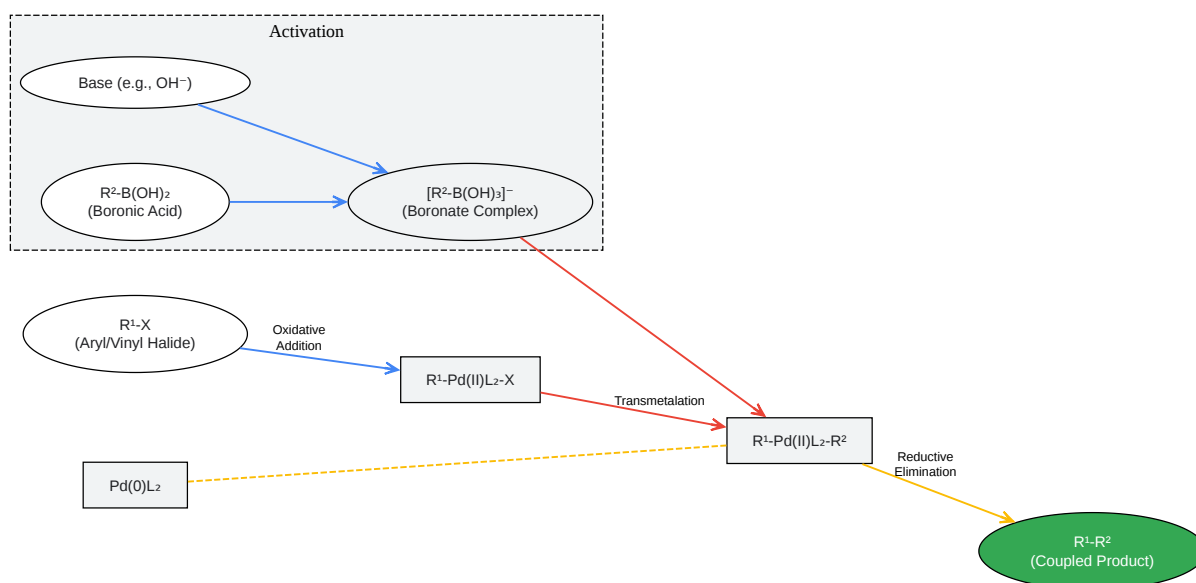 Activation
Base (e.g., OH⁻)
R²-B(OH)₂
(Boronic Acid)
[R²-B(OH)₃]⁻
(Boronate Complex)
R¹-X
(Aryl/Vinyl Halide)
Oxidative
Addition
R¹-Pd(II)L₂-X
Transmetalation
R¹-Pd(II)L₂-R²
Pd(0)L₂
Reductive
Elimination
R¹-R²
(Coupled Product)